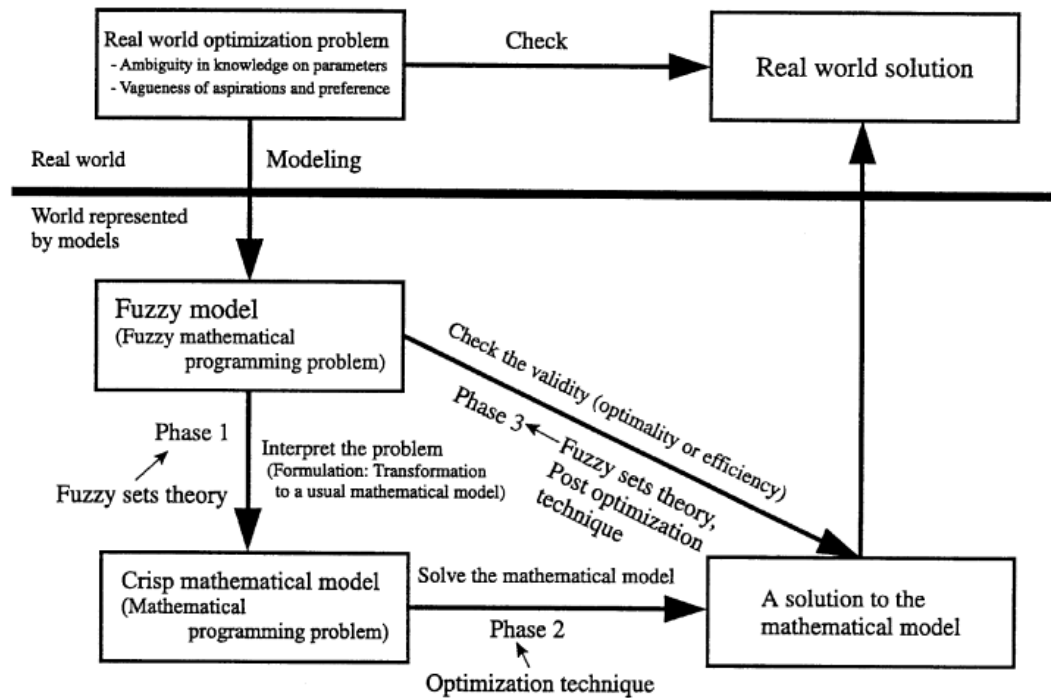 Real world optimization problem
- Ambiguity in knowledge on parameters
- Vagueness of aspirations and preference
Check
Real world solution
Real world
Modeling
World represented
by models
Fuzzy model
(Fuzzy mathematical
programming problem)
Check the validity (optimality or efficiency)
Phase 3
Fuzzy sets theory,
Post optimization
technique
Phase 1
Fuzzy sets theory
Interpret the problem
(Formulation: Transformation
to a usual mathematical model)
Crisp mathematical model
(Mathematical
programming problem)
Solve the mathematical model
Phase 2
Optimization technique
A solution to the
mathematical model